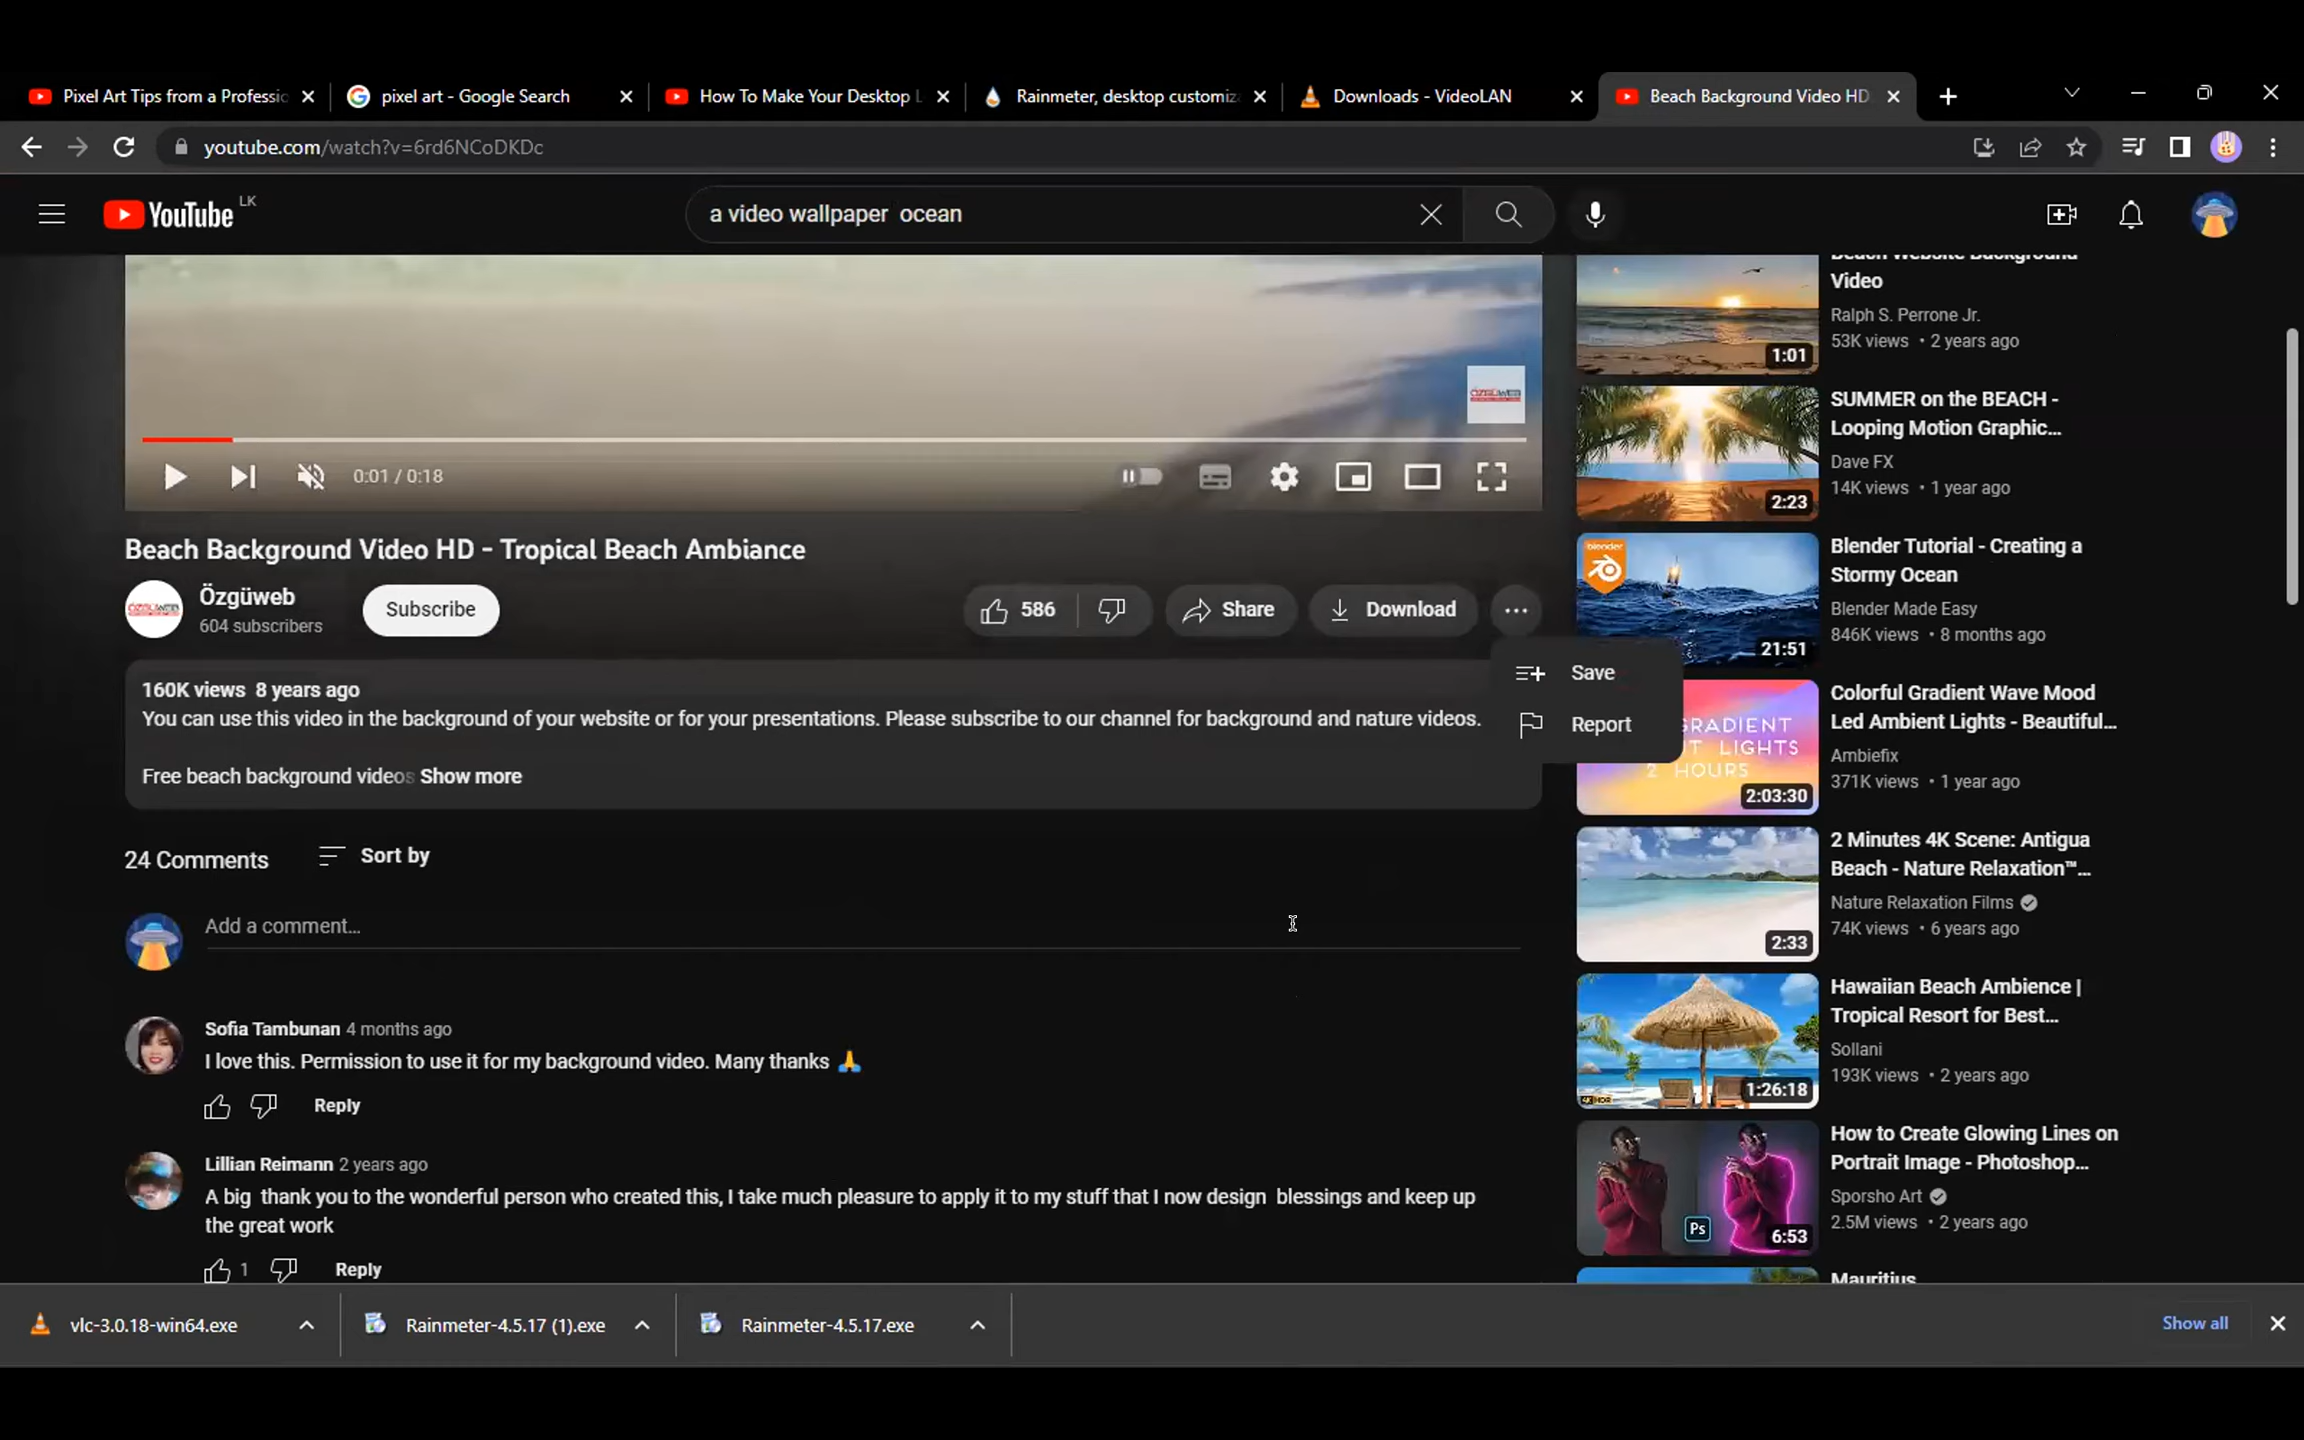 Pixel Art Tips from a Professio
pixel art - Google Search
How To Make Your Desktop L
Rainmeter, desktop customiz
Downloads - VideoLAN
Beach Background Video HD
youtube.com/watch?v=6rd6NCoDKDc
YouTube LK
a video wallpaper ocean
Beach Website Background
Video
Ralph S. Perrone Jr.
53K views • 2 years ago
1:01
ÖZGÜWEB
0:01 / 0:18
SUMMER on the BEACH -
Looping Motion Graphic...
Dave FX
14K views • 1 year ago
2:23
Beach Background Video HD - Tropical Beach Ambiance
Özgüweb
604 subscribers
Subscribe
586
Share
Download
Save
Report
160K views 8 years ago
You can use this video in the background of your website or for your presentations. Please subscribe to our channel for background and nature videos.
Free beach background videos Show more
blender
Blender Tutorial - Creating a
Stormy Ocean
Blender Made Easy
846K views • 8 months ago
21:51
GRADIENT
LIGHTS
2 HOURS
2:03:30
Colorful Gradient Wave Mood
Led Ambient Lights - Beautiful...
Ambiefix
371K views • 1 year ago
2 Minutes 4K Scene: Antigua
Beach - Nature Relaxation™...
Nature Relaxation Films
74K views • 6 years ago
2:33
Hawaiian Beach Ambience |
Tropical Resort for Best...
Sollani
193K views • 2 years ago
4K HDR
1:26:18
How to Create Glowing Lines on
Portrait Image - Photoshop...
Sporsho Art
2.5M views • 2 years ago
Ps
6:53
Mauritius
24 Comments
Sort by
Add a comment...
Sofia Tambunan 4 months ago
I love this. Permission to use it for my background video. Many thanks 🙏
Reply
Lillian Reimann 2 years ago
A big thank you to the wonderful person who created this, I take much pleasure to apply it to my stuff that I now design blessings and keep up
the great work
1
Reply
vlc-3.0.18-win64.exe
Rainmeter-4.5.17 (1).exe
Rainmeter-4.5.17.exe
Show all